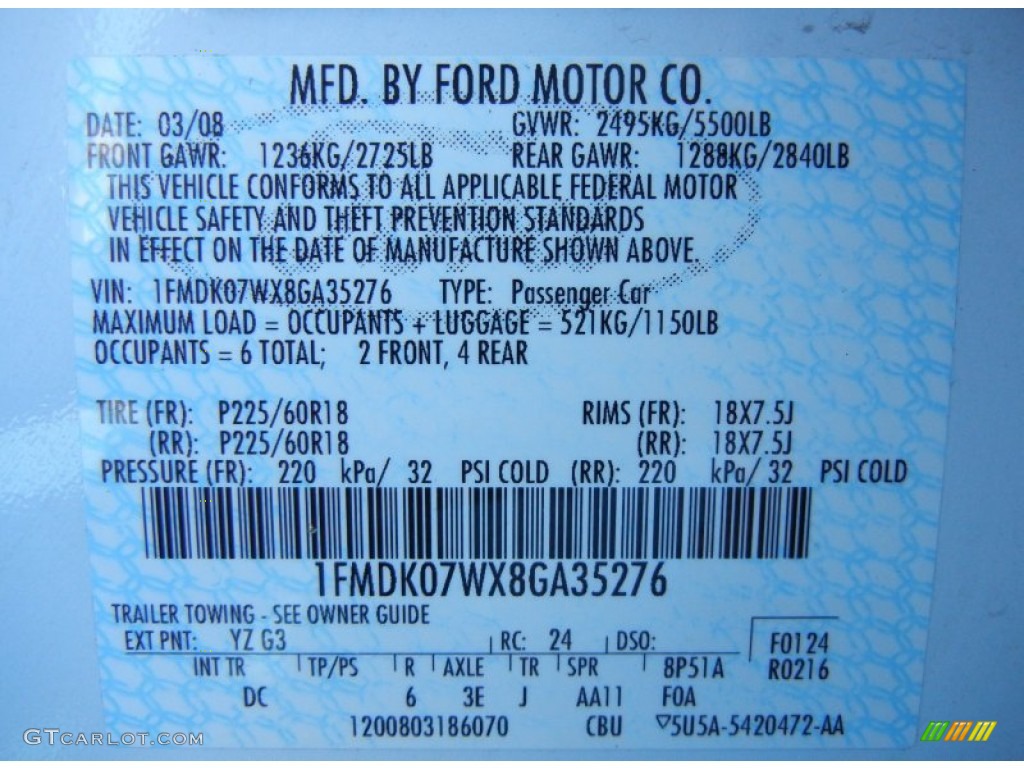 MFD. BY FORD MOTOR CO.
DATE: 03/08 GVWR: 2495KG/5500LB
FRONT GAWR: 1236KG/2725LB REAR GAWR: 1288KG/2840LB
THIS VEHICLE CONFORMS TO ALL APPLICABLE FEDERAL MOTOR
VEHICLE SAFETY AND THEFT PREVENTION STANDARDS
IN EFFECT ON THE DATE OF MANUFACTURE SHOWN ABOVE.
VIN: 1FMDK07WX8GA35276 TYPE: Passenger Car
MAXIMUM LOAD = OCCUPANTS + LUGGAGE = 521KG/1150LB
OCCUPANTS = 6 TOTAL; 2 FRONT, 4 REAR
TIRE (FR): P225/60R18 RIMS (FR): 18X7.5J
(RR): P225/60R18 (RR): 18X7.5J
PRESSURE (FR): 220 kPa/ 32 PSI COLD (RR): 220 kPa/ 32 PSI COLD
1FMDK07WX8GA35276
TRAILER TOWING - SEE OWNER GUIDE
EXT PNT: YZ G3 RC: 24 DSO: F0124
INT TR TP/PS R AXLE TR SPR 8P51A R0216
DC 6 3E J AA11 F0A
1200803186070 CBU ▽5U5A-5420472-AA
GTCARLOT.COM